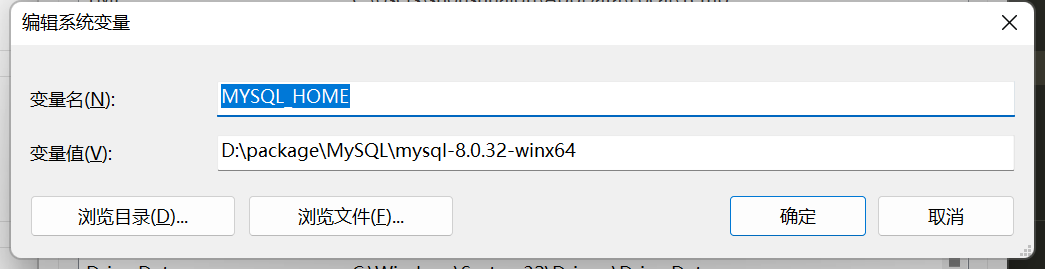 编辑系统变量
变量名(N):
MYSQL_HOME
变量值(V):
D:\package\MySQL\mysql-8.0.32-winx64
浏览目录(D)...
浏览文件(F)...
确定
取消